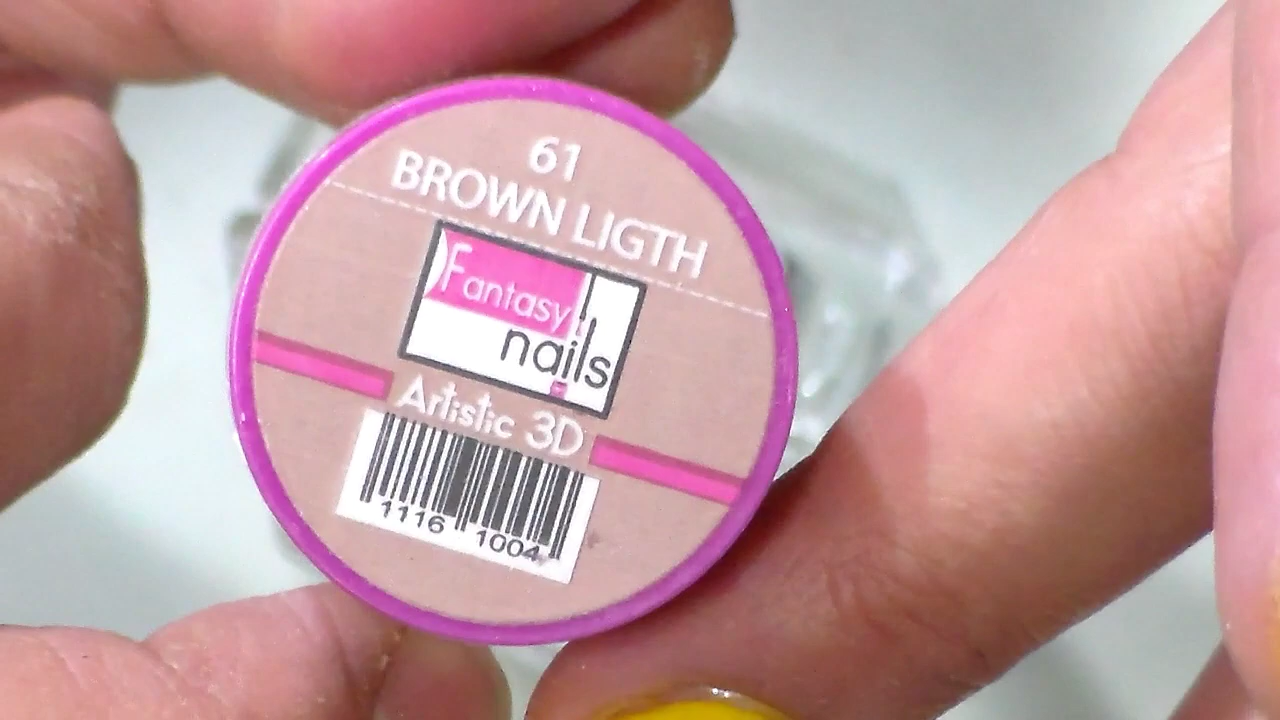 61
BROWN LIGTH
Fantasy
nails
Artistic 3D
1116 1004